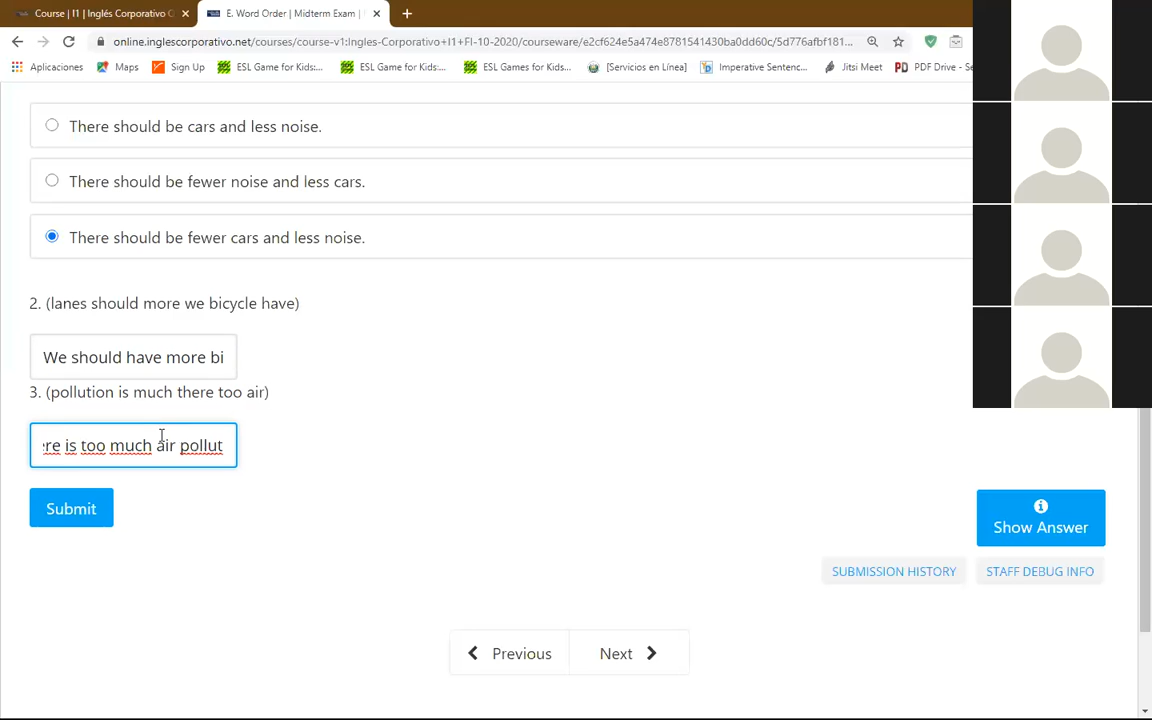 Course | I1 | Inglés Corporativo
E. Word Order | Midterm Exam |
online.inglescorporativo.net/courses/course-v1:Ingles-Corporativo+I1+FI-10-2020/courseware/e2cf624e5a474e8781541430ba0dd60c/5d776afbf181...
Aplicaciones Maps Sign Up ESL Game for Kids:... ESL Game for Kids:... ESL Games for Kids:... [Servicios en Línea] Imperative Sentenc... Jitsi Meet PDF Drive - Se
There should be cars and less noise.
There should be fewer noise and less cars.
There should be fewer cars and less noise.
2. (lanes should more we bicycle have)
We should have more bi
3. (pollution is much there too air)
ere is too much air pollut
Submit
Show Answer
SUBMISSION HISTORY STAFF DEBUG INFO
Previous Next